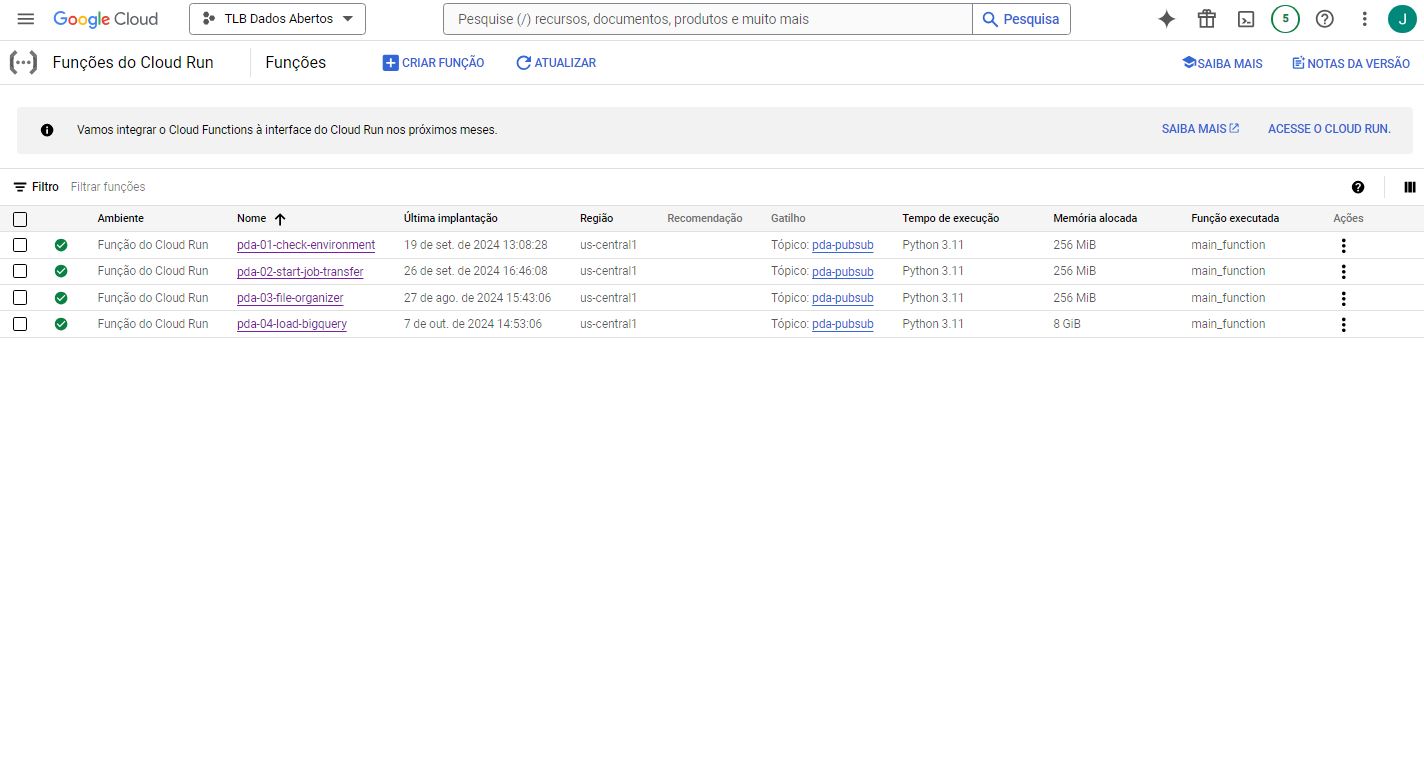 Google Cloud TLB Dados Abertos Pesquise (/) recursos, documentos, produtos e muito mais Pesquisa 5 J
Funções do Cloud Run Funções CRIAR FUNÇÃO ATUALIZAR SAIBA MAIS NOTAS DA VERSÃO
Vamos integrar o Cloud Functions à interface do Cloud Run nos próximos meses. SAIBA MAIS ACESSE O CLOUD RUN.
Filtro Filtrar funções
Ambiente Nome Última implantação Região Recomendação Gatilho Tempo de execução Memória alocada Função executada Ações
Função do Cloud Run pda-01-check-environment 19 de set. de 2024 13:08:28 us-central1 Tópico: pda-pubsub Python 3.11 256 MiB main_function
Função do Cloud Run pda-02-start-job-transfer 26 de set. de 2024 16:46:08 us-central1 Tópico: pda-pubsub Python 3.11 256 MiB main_function
Função do Cloud Run pda-03-file-organizer 27 de ago. de 2024 15:43:06 us-central1 Tópico: pda-pubsub Python 3.11 256 MiB main_function
Função do Cloud Run pda-04-load-bigquery 7 de out. de 2024 14:53:06 us-central1 Tópico: pda-pubsub Python 3.11 8 GiB main_function